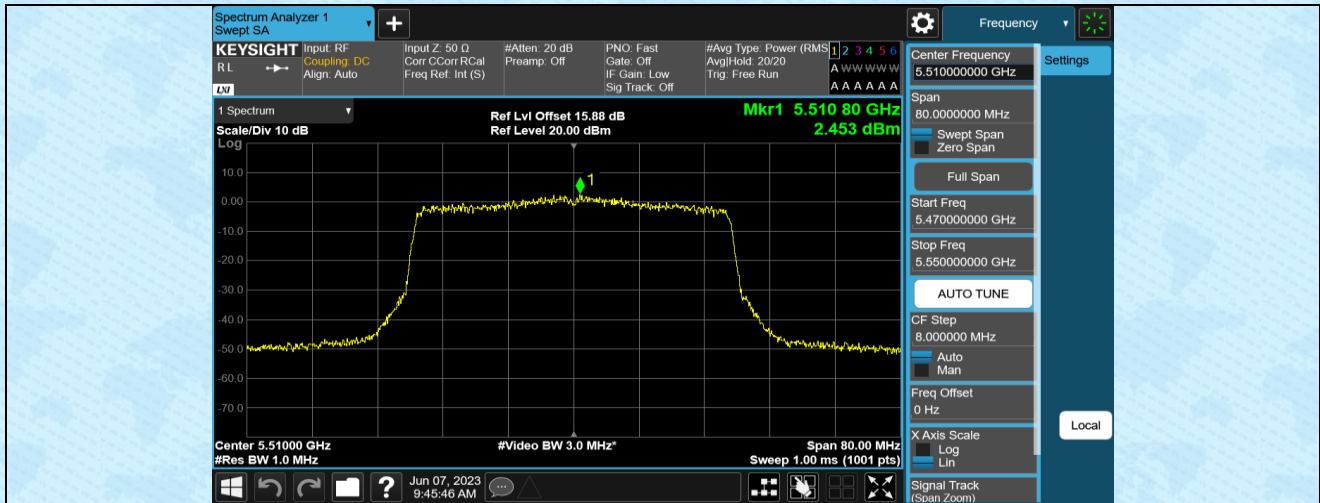 Spectrum Analyzer 1
Swept SA
+
Frequency
KEYSIGHT
R L
LXI
Input: RF
Coupling: DC
Align: Auto
Input Z: 50 Ω
Corr CCorr RCal
Freq Ref: Int (S)
#Atten: 20 dB
Preamp: Off
PNO: Fast
Gate: Off
IF Gain: Low
Sig Track: Off
#Avg Type: Power (RMS
Avg|Hold: 20/20
Trig: Free Run
1 2 3 4 5 6
A W W W W W
A A A A A A
1 Spectrum
Scale/Div 10 dB
Log
Ref Lvl Offset 15.88 dB
Ref Level 20.00 dBm
Mkr1 5.510 80 GHz
2.453 dBm
1
10.0
0.00
-10.0
-20.0
-30.0
-40.0
-50.0
-60.0
-70.0
Center 5.51000 GHz
#Res BW 1.0 MHz
#Video BW 3.0 MHz*
Span 80.00 MHz
Sweep 1.00 ms (1001 pts)
Center Frequency
5.510000000 GHz
Settings
Span
80.0000000 MHz
Swept Span
Zero Span
Full Span
Start Freq
5.470000000 GHz
Stop Freq
5.550000000 GHz
AUTO TUNE
CF Step
8.000000 MHz
Auto
Man
Freq Offset
0 Hz
X Axis Scale
Log
Lin
Local
Signal Track
(Span Zoom)
?
Jun 07, 2023
9:45:46 AM